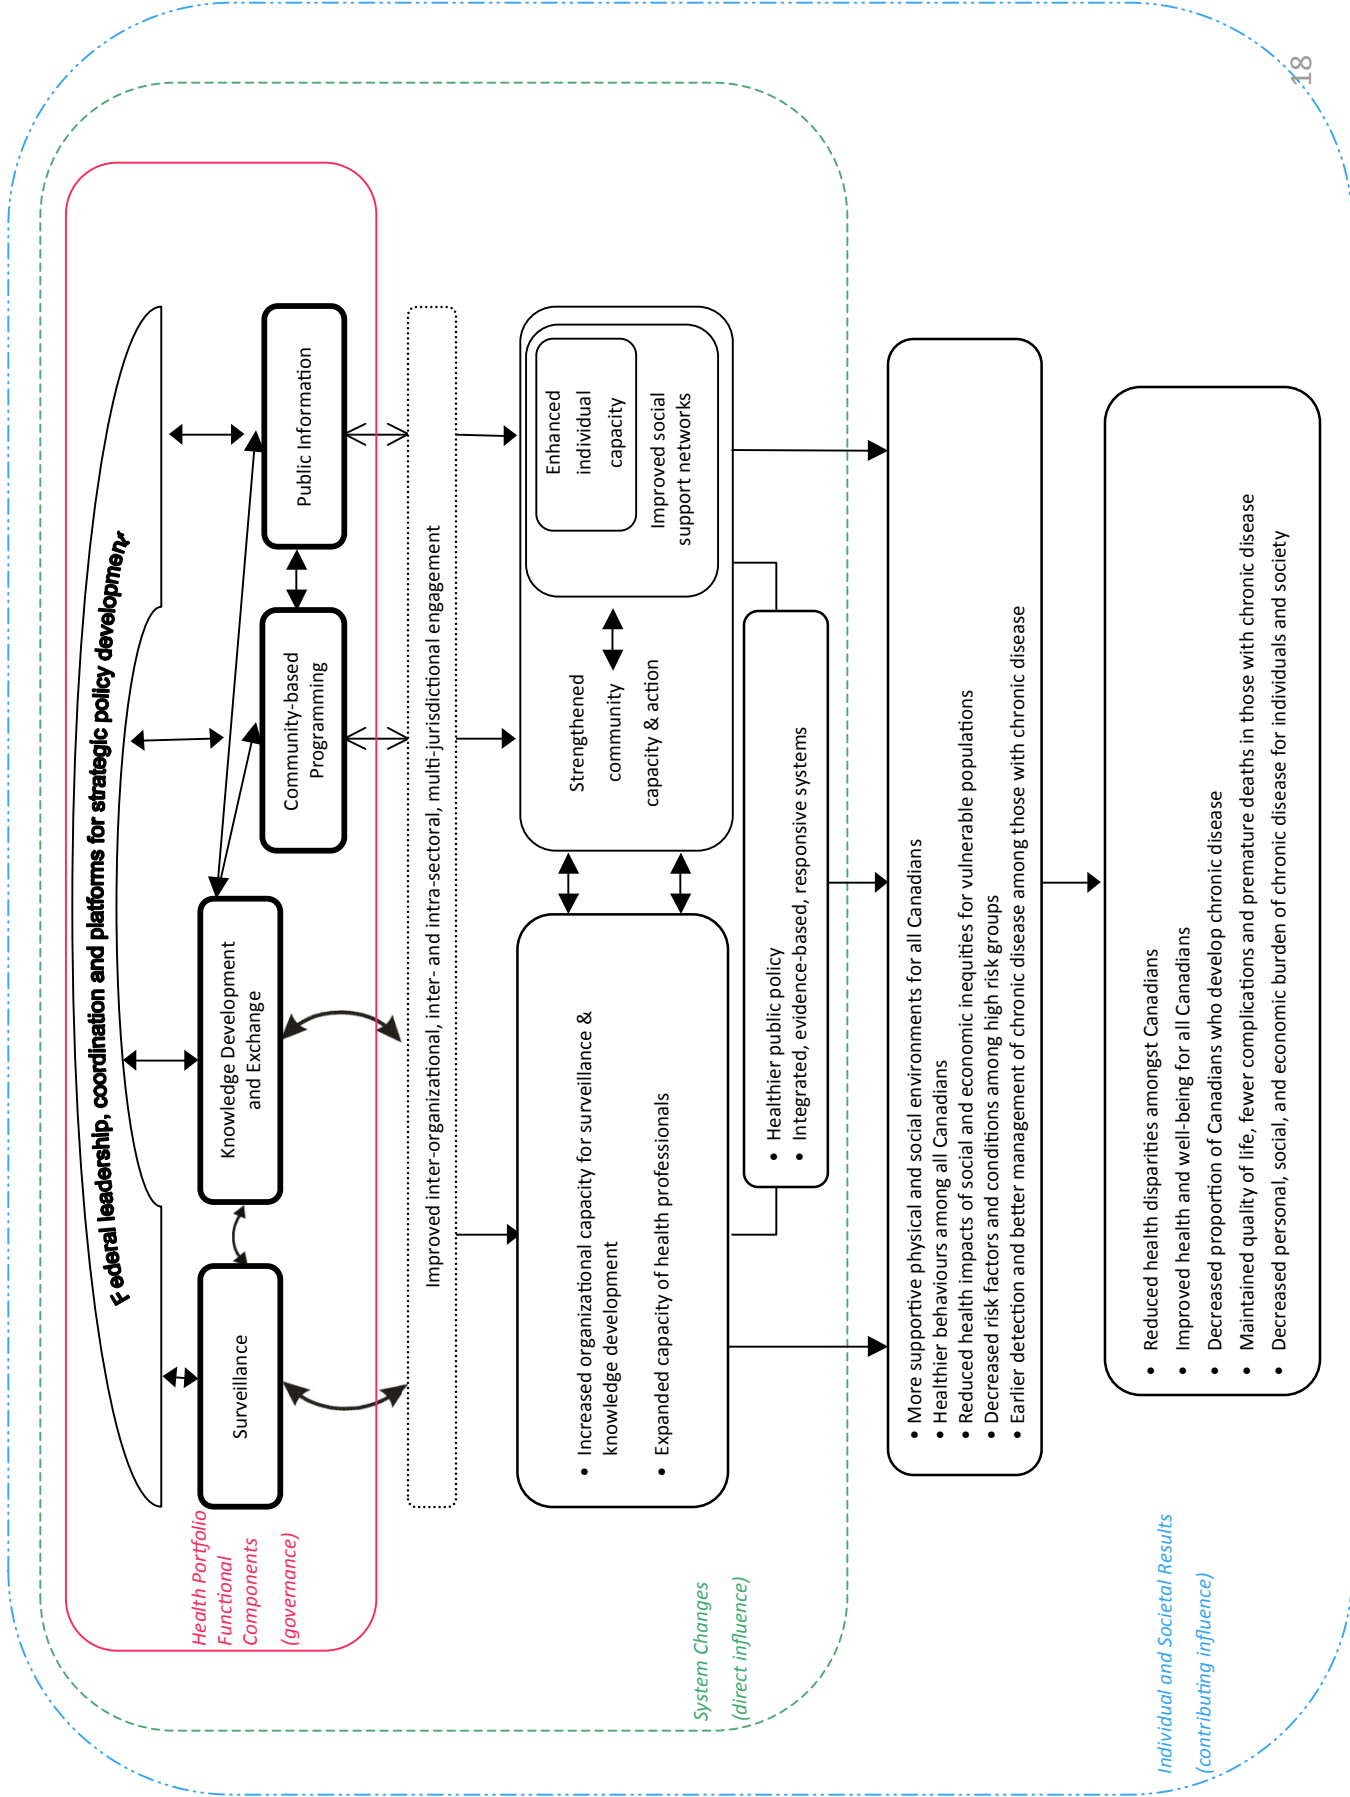 Federal leadership, coordination and platforms for strategic policy development
Health Portfolio
Functional
Components
(governance)
Surveillance
Knowledge Development
and Exchange
Community-based
Programming
Public Information
Improved inter-organizational, inter- and intra-sectoral, multi-jurisdictional engagement
• Increased organizational capacity for surveillance &
knowledge development
• Expanded capacity of health professionals
Strengthened
community
capacity & action
Enhanced
individual
capacity
Improved social
support networks
System Changes
(direct influence)
• Healthier public policy
• Integrated, evidence-based, responsive systems
• More supportive physical and social environments for all Canadians
• Healthier behaviours among all Canadians
• Reduced health impacts of social and economic inequities for vulnerable populations
• Decreased risk factors and conditions among high risk groups
• Earlier detection and better management of chronic disease among those with chronic disease
Individual and Societal Results
(contributing influence)
• Reduced health disparities amongst Canadians
• Improved health and well-being for all Canadians
• Decreased proportion of Canadians who develop chronic disease
• Maintained quality of life, fewer complications and premature deaths in those with chronic disease
• Decreased personal, social, and economic burden of chronic disease for individuals and society
18